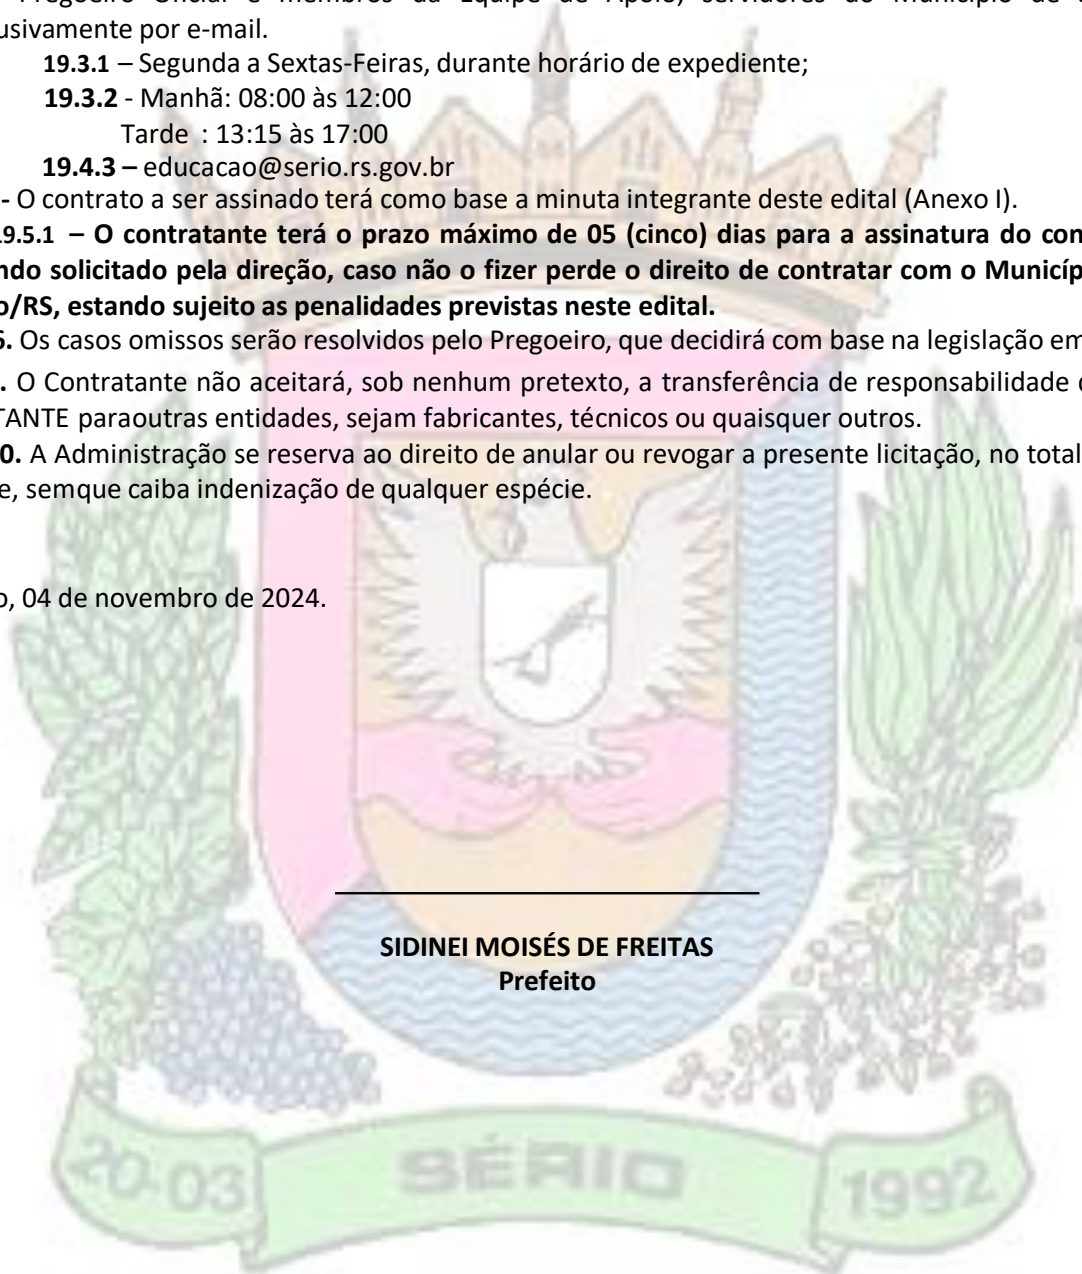 Pregoeiro Oficial e membros da Equipe de Apoio, servidores do Município de
usivamente por e-mail.
19.3.1 – Segunda a Sextas-Feiras, durante horário de expediente;
19.3.2 - Manhã: 08:00 às 12:00
Tarde : 13:15 às 17:00
19.4.3 – educacao@serio.rs.gov.br
- O contrato a ser assinado terá como base a minuta integrante deste edital (Anexo I).
19.5.1 – O contratante terá o prazo máximo de 05 (cinco) dias para a assinatura do con
ndo solicitado pela direção, caso não o fizer perde o direito de contratar com o Municíp
o/RS, estando sujeito as penalidades previstas neste edital.
6. Os casos omissos serão resolvidos pelo Pregoeiro, que decidirá com base na legislação em
. O Contratante não aceitará, sob nenhum pretexto, a transferência de responsabilidade
TANTE paraoutras entidades, sejam fabricantes, técnicos ou quaisquer outros.
0. A Administração se reserva ao direito de anular ou revogar a presente licitação, no total
e, semque caiba indenização de qualquer espécie.
o, 04 de novembro de 2024.
SIDINEI MOISÉS DE FREITAS
Prefeito
20-03 SÉRIO 1992